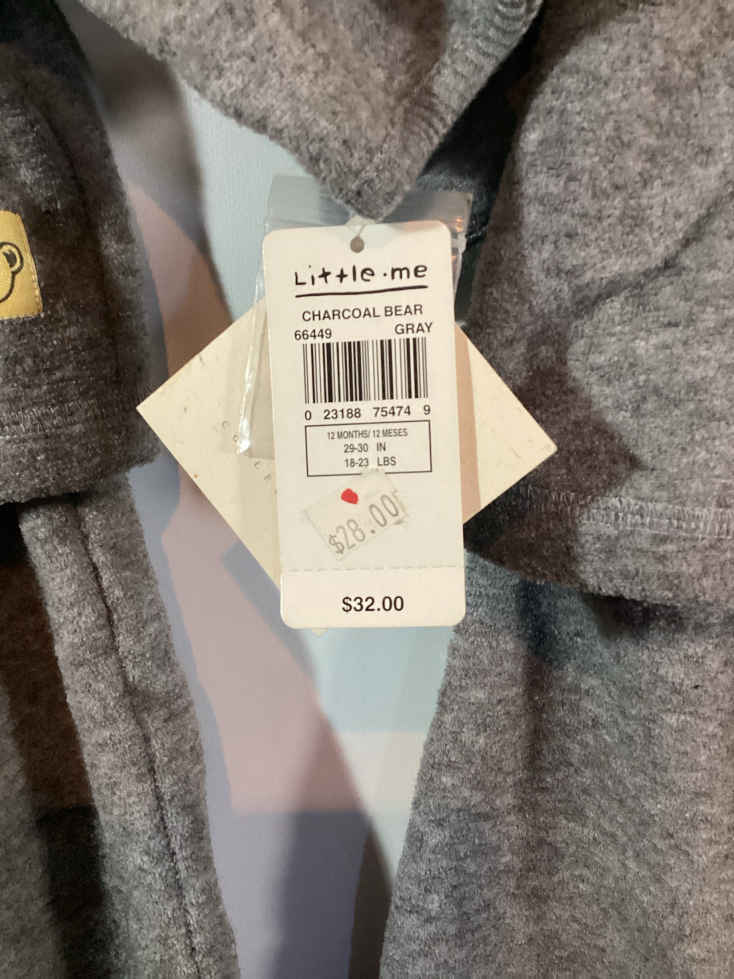 Little·me
CHARCOAL BEAR
66449 GRAY
0 23188 75474 9
12 MONTHS/ 12 MESES
29-30 IN
18-23 LBS
$28.00
$32.00